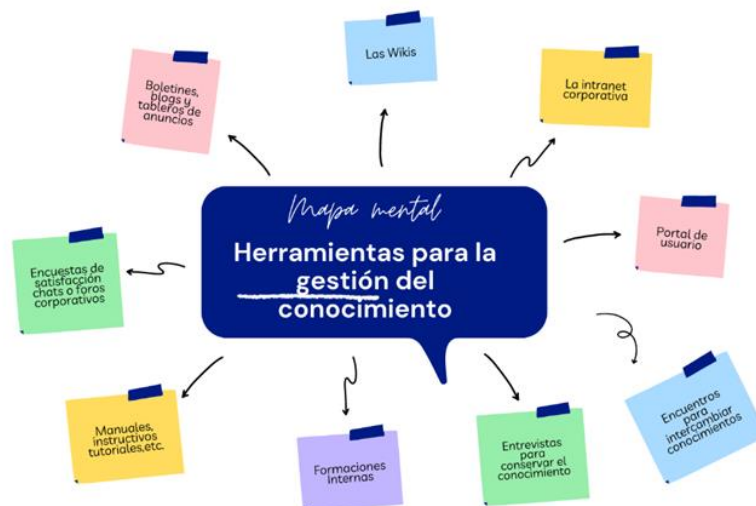 Mapa mental
Herramientas para la
gestión del
conocimiento
Las Wikis
La intranet
corporativa
Portal de
usuario
Encuentros
para
intercambiar
conocimientos
Entrevistas
para
conservar el
conocimiento
Formaciones
Internas
Manuales,
instructivos
tutoriales,etc.
Encuestas de
satisfacción
chats o foros
corporativos
Boletines,
blogs y
tableros de
anuncios